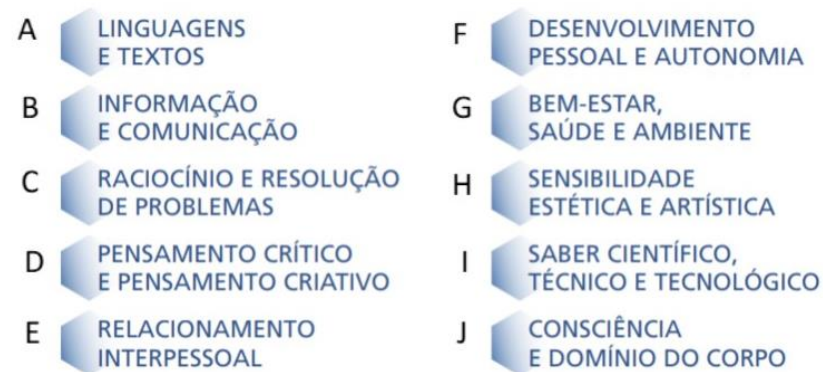 A LINGUAGENS
E TEXTOS
B INFORMAÇÃO
E COMUNICAÇÃO
C RACIOCÍNIO E RESOLUÇÃO
DE PROBLEMAS
D PENSAMENTO CRÍTICO
E PENSAMENTO CRIATIVO
E RELACIONAMENTO
INTERPESSOAL
F DESENVOLVIMENTO
PESSOAL E AUTONOMIA
G BEM-ESTAR,
SAÚDE E AMBIENTE
H SENSIBILIDADE
ESTÉTICA E ARTÍSTICA
I SABER CIENTÍFICO,
TÉCNICO E TECNOLÓGICO
J CONSCIÊNCIA
E DOMÍNIO DO CORPO